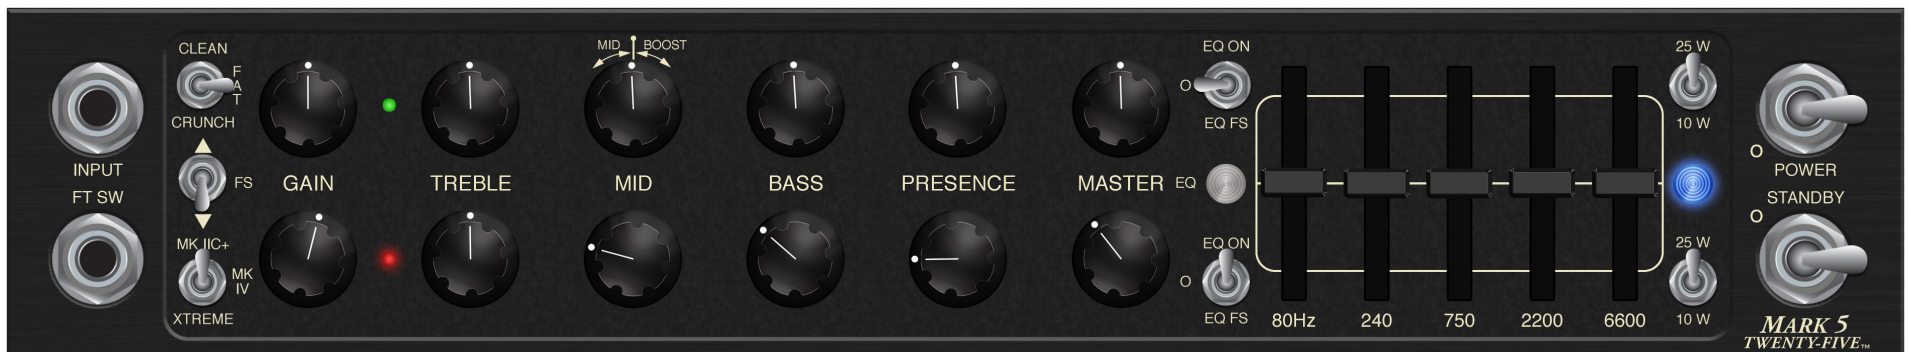 INPUT
FT SW
CLEAN
FAT
CRUNCH
FS
MK IIC+
MK
IV
XTREME
MID BOOST
GAIN
TREBLE
MID
BASS
PRESENCE
MASTER
EQ ON
O
EQ FS
EQ
EQ ON
O
EQ FS
80Hz 240 750 2200 6600
25 W
10 W
25 W
10 W
O
POWER
STANDBY
O
MARK 5
TWENTY-FIVE™